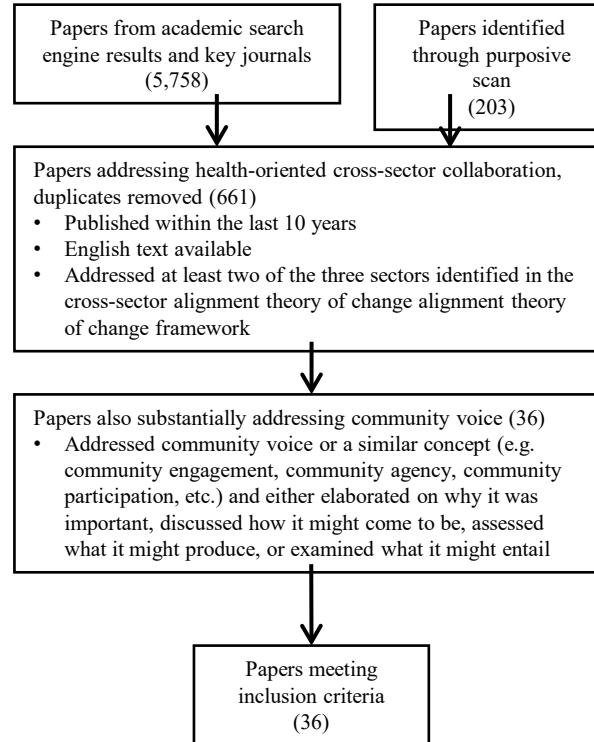 Papers from academic search
engine results and key journals
(5,758)
Papers identified
through purposive
scan
(203)
Papers addressing health-oriented cross-sector collaboration,
duplicates removed (661)
• Published within the last 10 years
• English text available
• Addressed at least two of the three sectors identified in the
cross-sector alignment theory of change alignment theory
of change framework
Papers also substantially addressing community voice (36)
• Addressed community voice or a similar concept (e.g.
community engagement, community agency, community
participation, etc.) and either elaborated on why it was
important, discussed how it might come to be, assessed
what it might produce, or examined what it might entail
Papers meeting
inclusion criteria
(36)